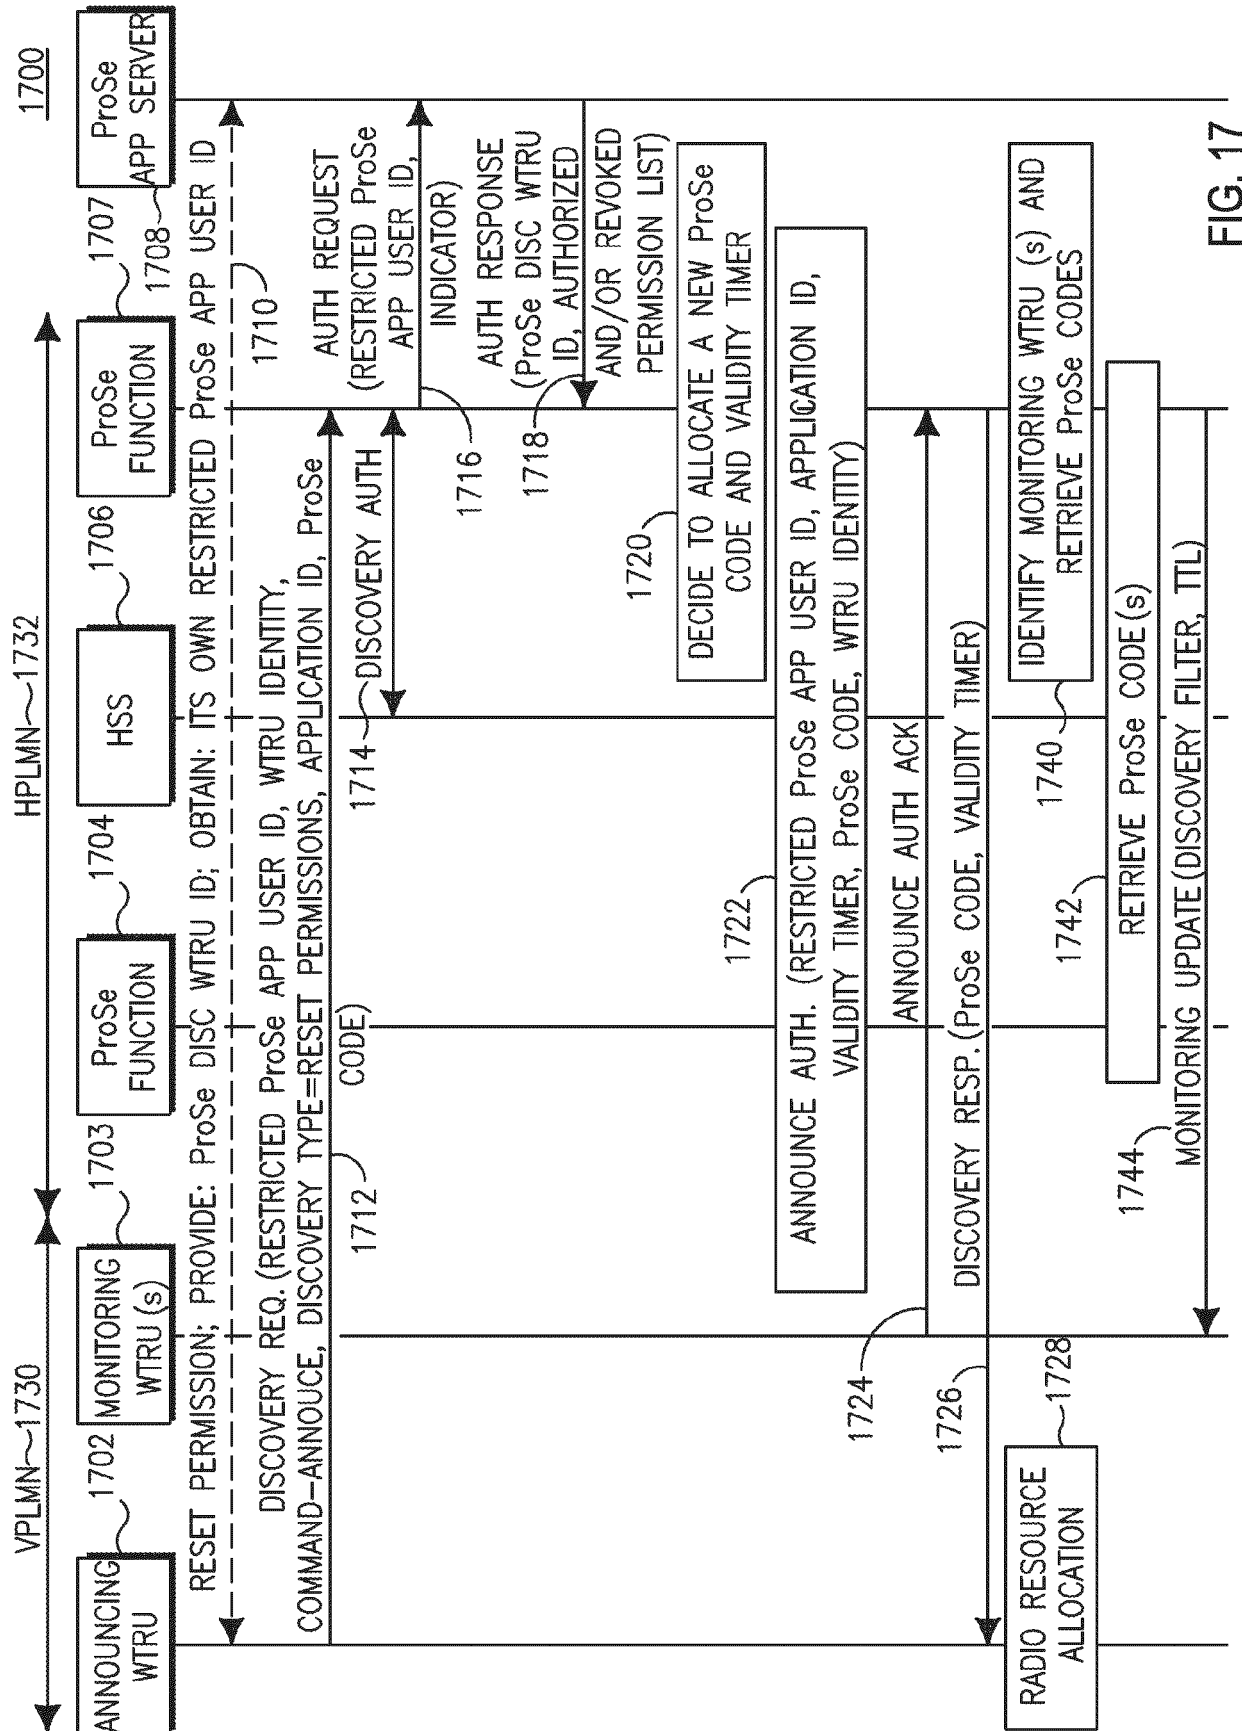 1700
VPLMN 1730
HPLMN 1732
ANNOUNCING
WTRU
1702
MONITORING
WTRU (s)
1703
ProSe
FUNCTION
1704
HSS
1706
ProSe
FUNCTION
1707
ProSe
APP SERVER
1708
RESET PERMISSION; PROVIDE: ProSe DISC WTRU ID; OBTAIN: ITS OWN RESTRICTED ProSe APP USER ID
1710
DISCOVERY REQ. (RESTRICTED ProSe APP USER ID, WTRU IDENTITY,
COMMAND-ANNOUCE, DISCOVERY TYPE=RESET PERMISSIONS, APPLICATION ID, ProSe
CODE)
1712
1714
DISCOVERY AUTH
AUTH REQUEST
(RESTRICTED ProSe
APP USER ID,
INDICATOR)
1716
AUTH RESPONSE
(ProSe DISC WTRU
ID, AUTHORIZED
AND/OR REVOKED
PERMISSION LIST)
1718
1720
DECIDE TO ALLOCATE A NEW ProSe
CODE AND VALIDITY TIMER
1722
ANNOUNCE AUTH. (RESTRICTED ProSe APP USER ID, APPLICATION ID,
VALIDITY TIMER, ProSe CODE, WTRU IDENTITY)
ANNOUNCE AUTH ACK
1724
DISCOVERY RESP. (ProSe CODE, VALIDITY TIMER)
1726
RADIO RESOURCE
ALLOCATION
1728
IDENTIFY MONITORING WTRU (s) AND
RETRIEVE ProSe CODES
1740
1742
RETRIEVE ProSe CODE(s)
1744
MONITORING UPDATE (DISCOVERY FILTER, TTL)
FIG. 17